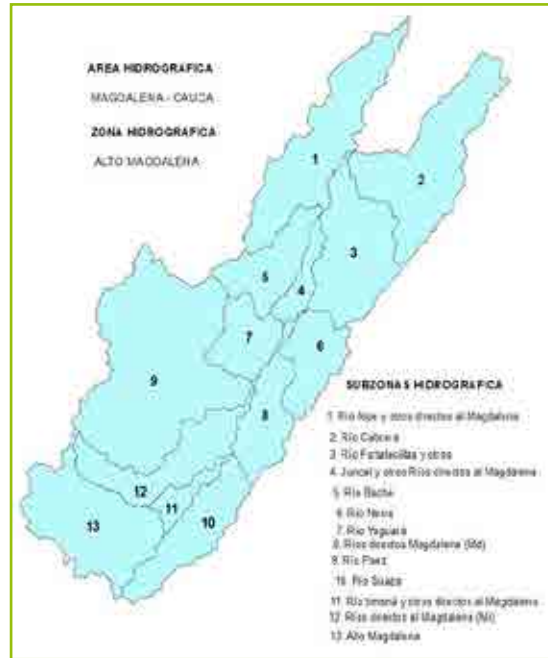 AREA HIDROGRAFICA
MAGDALENA - CAUCA
ZONA HIDROGRAFICA
ALTO MAGDALENA
1
2
3
5
4
7
6
9
8
12
11
10
13
SUBZONAS HIDROGRAFICA
1 Río Aipe y otros directos al Magdalena
2 Río Cabrera
3 Río Fortalecillas y otros
4 Juncal y otros Ríos directos al Magdalena
5 Río Baché
6 Río Neiva
7 Río Yaguará
8 Ríos directos Magdalena (Md)
9 Río Páez
10 Río Suaza
11 Río timaná y otros directos al Magdalena
12 Ríos directos al Magdalena (Mi)
13 Alto Magdalena